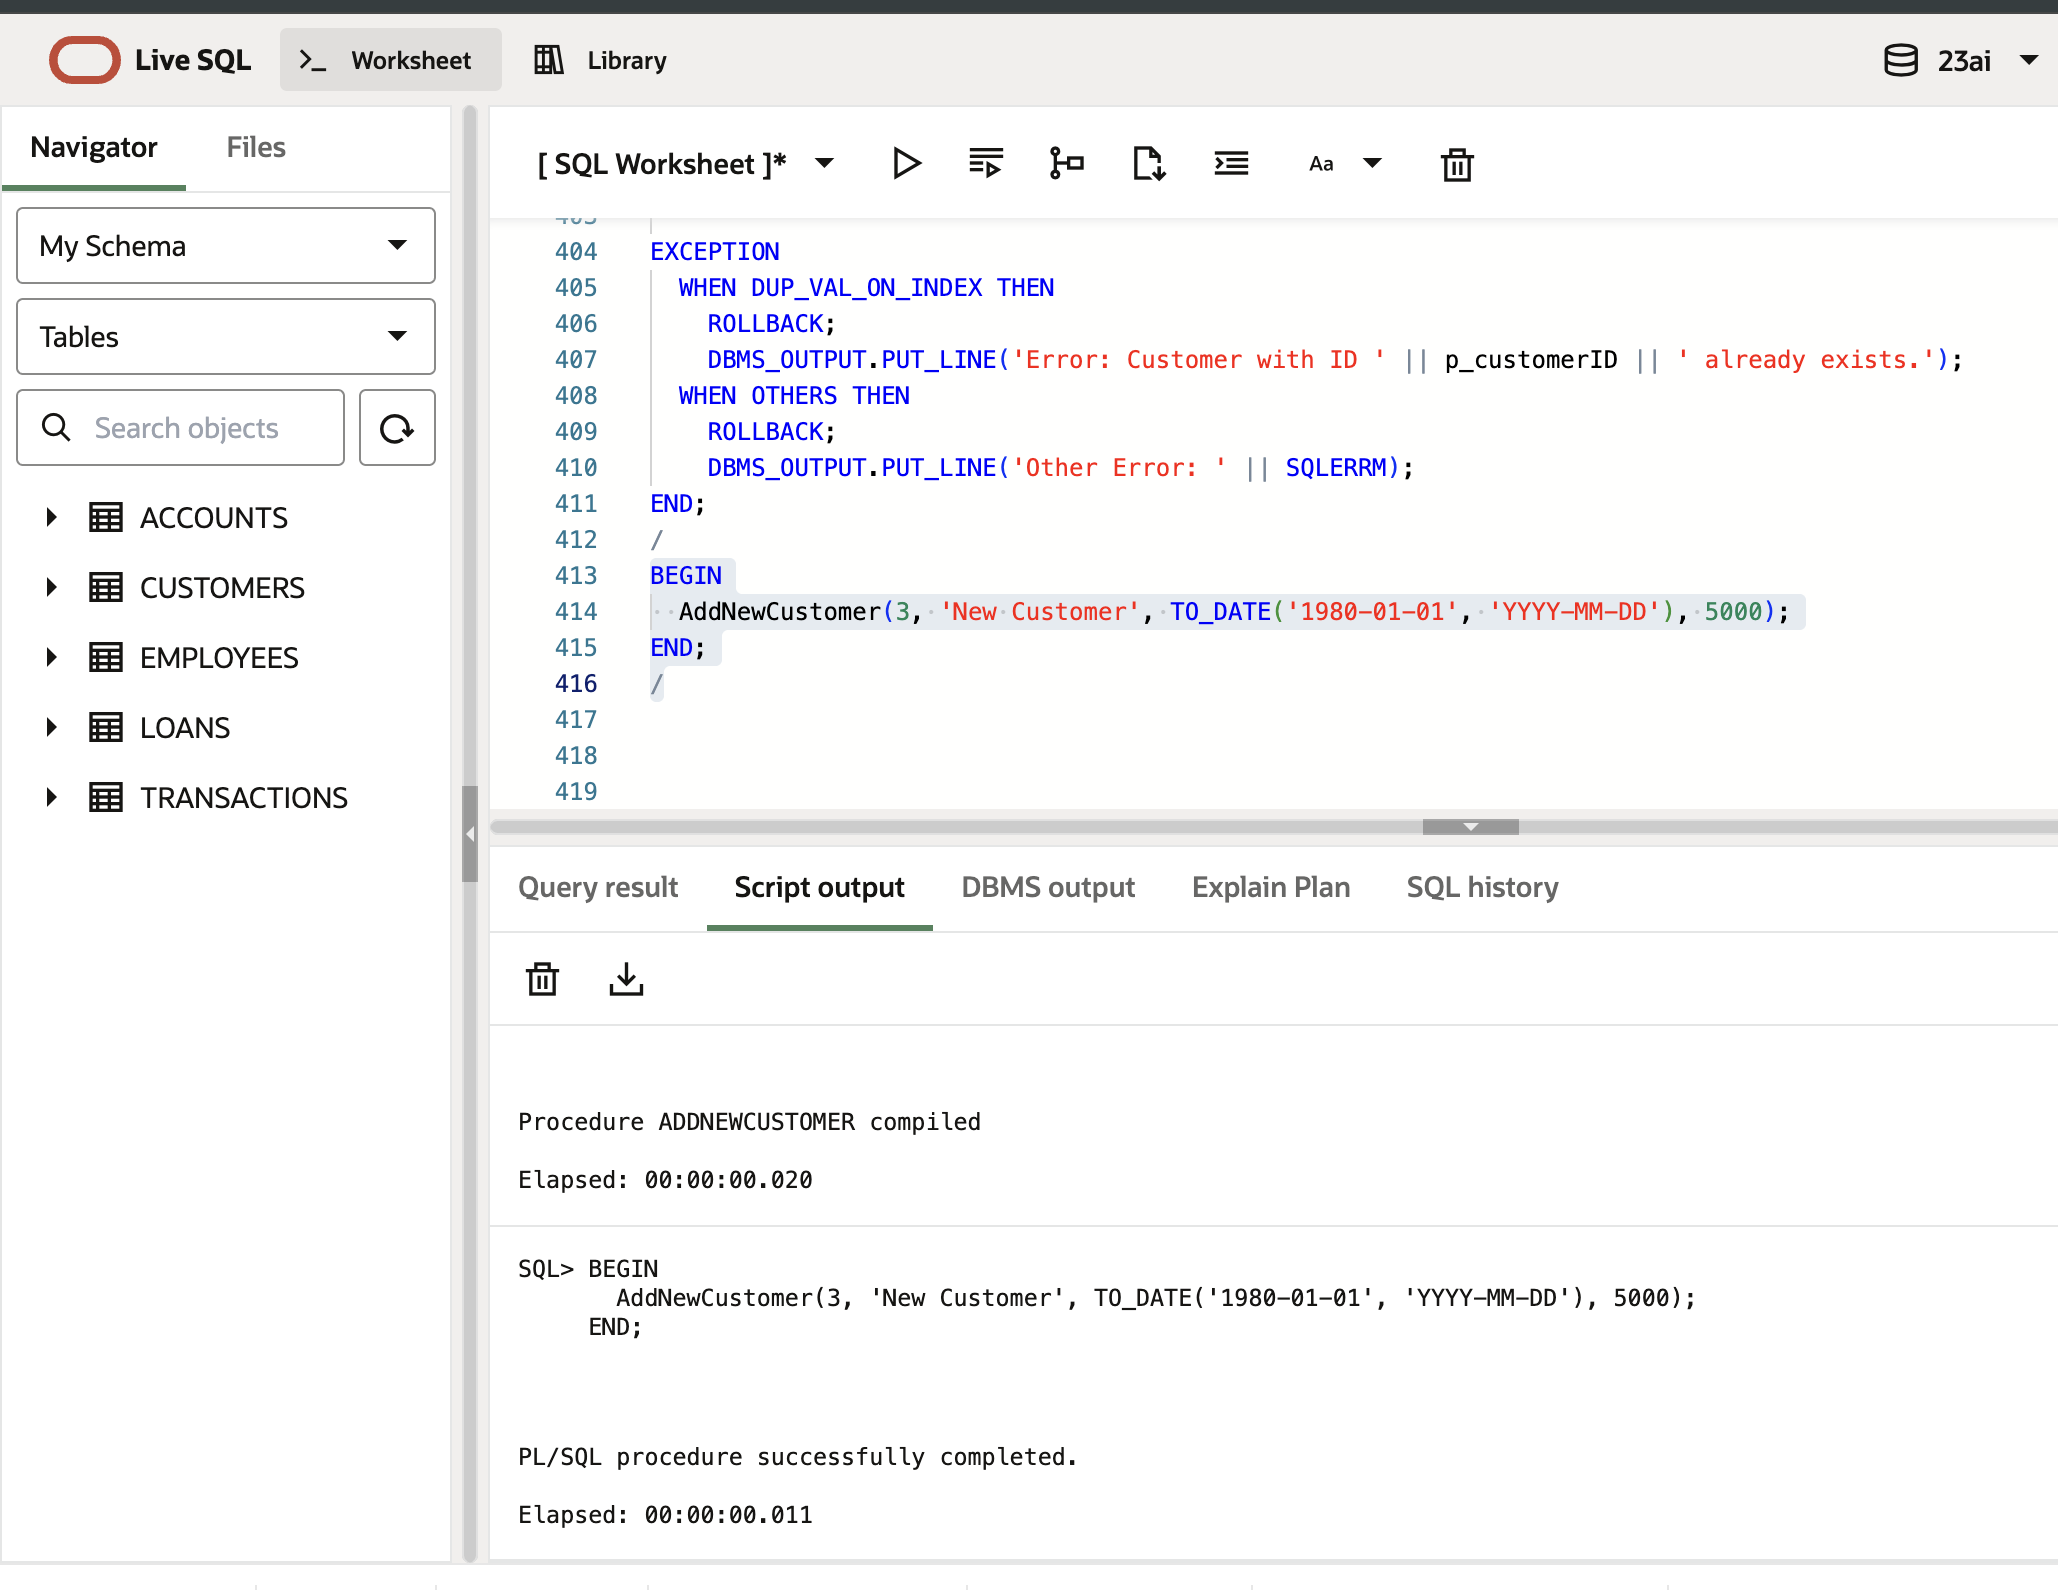 Live SQL
Worksheet
Library
23ai
Navigator
Files
My Schema
Tables
Search objects
ACCOUNTS
CUSTOMERS
EMPLOYEES
LOANS
TRANSACTIONS
[ SQL Worksheet ]*
Aa
404 EXCEPTION
405 WHEN DUP_VAL_ON_INDEX THEN
406 ROLLBACK;
407 DBMS_OUTPUT.PUT_LINE('Error: Customer with ID ' || p_customerID || ' already exists.');
408 WHEN OTHERS THEN
409 ROLLBACK;
410 DBMS_OUTPUT.PUT_LINE('Other Error: ' || SQLERRM);
411 END;
412 /
413 BEGIN
414 AddNewCustomer(3, 'New Customer', TO_DATE('1980-01-01', 'YYYY-MM-DD'), 5000);
415 END;
416 /
417
418
419
Query result
Script output
DBMS output
Explain Plan
SQL history
Procedure ADDNEWCUSTOMER compiled
Elapsed: 00:00:00.020
SQL> BEGIN
AddNewCustomer(3, 'New Customer', TO_DATE('1980-01-01', 'YYYY-MM-DD'), 5000);
END;
PL/SQL procedure successfully completed.
Elapsed: 00:00:00.011